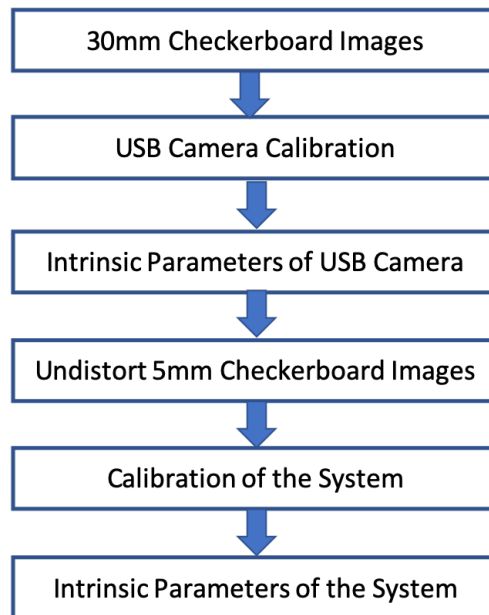 30mm Checkerboard Images
USB Camera Calibration
Intrinsic Parameters of USB Camera
Undistort 5mm Checkerboard Images
Calibration of the System
Intrinsic Parameters of the System